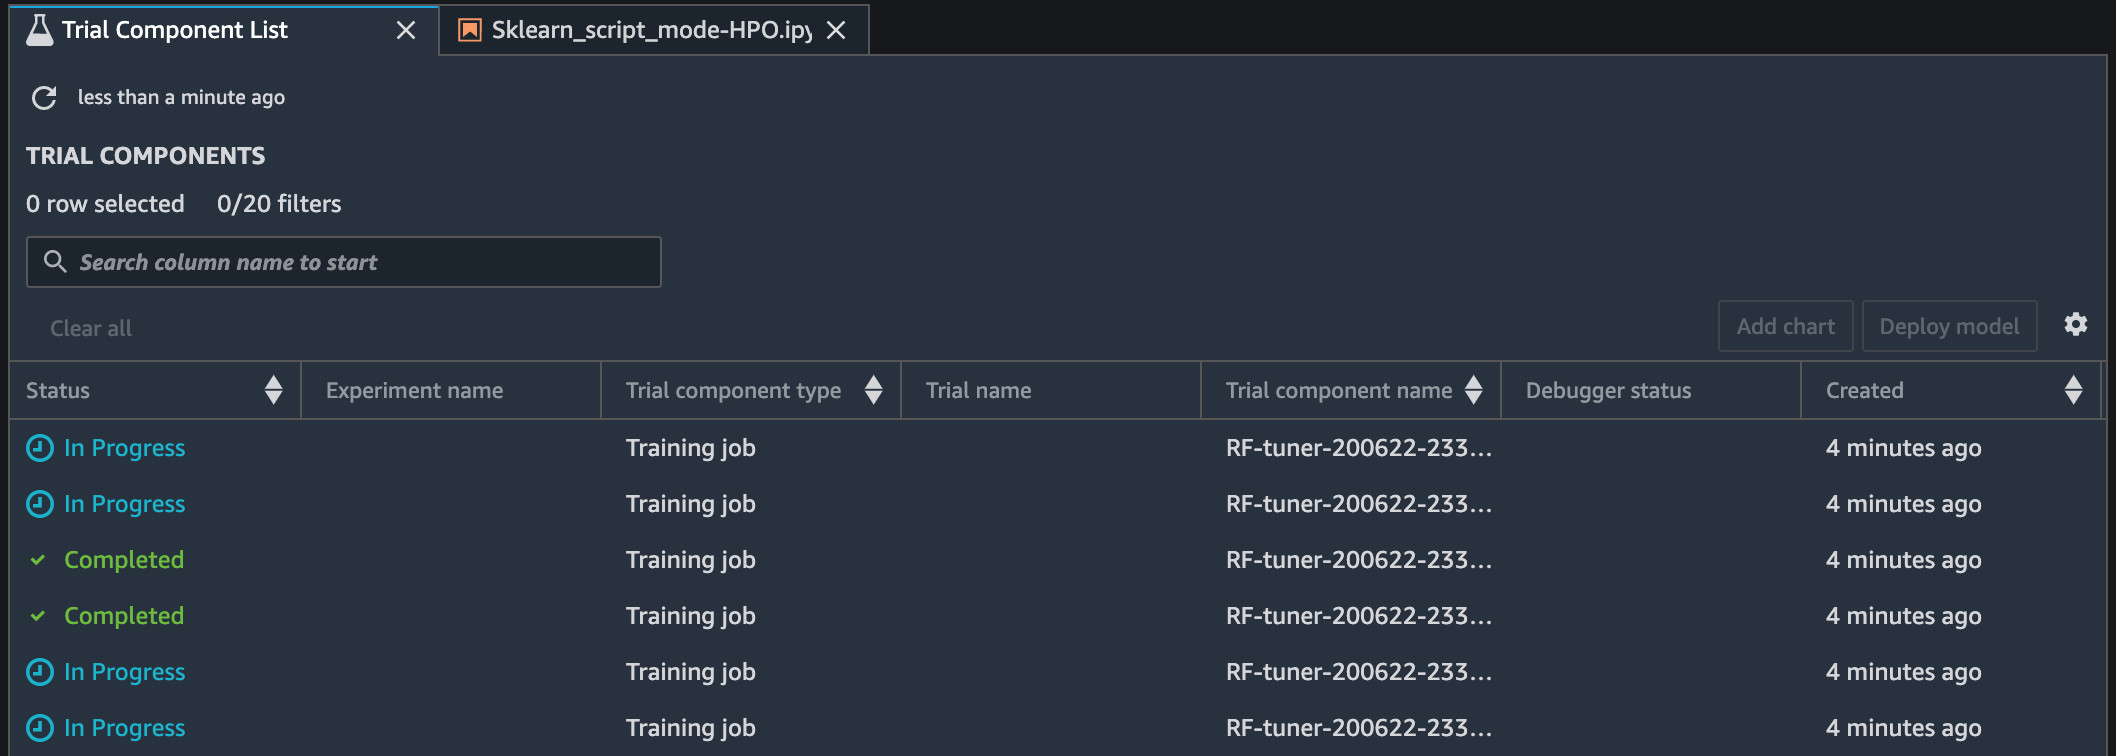 Trial Component List Sklearn_script_mode-HPO.ipy
less than a minute ago
TRIAL COMPONENTS
0 row selected 0/20 filters
Search column name to start
Clear all Add chart Deploy model
Status Experiment name Trial component type Trial name Trial component name Debugger status Created
In Progress Training job RF-tuner-200622-233... 4 minutes ago
In Progress Training job RF-tuner-200622-233... 4 minutes ago
Completed Training job RF-tuner-200622-233... 4 minutes ago
Completed Training job RF-tuner-200622-233... 4 minutes ago
In Progress Training job RF-tuner-200622-233... 4 minutes ago
In Progress Training job RF-tuner-200622-233... 4 minutes ago